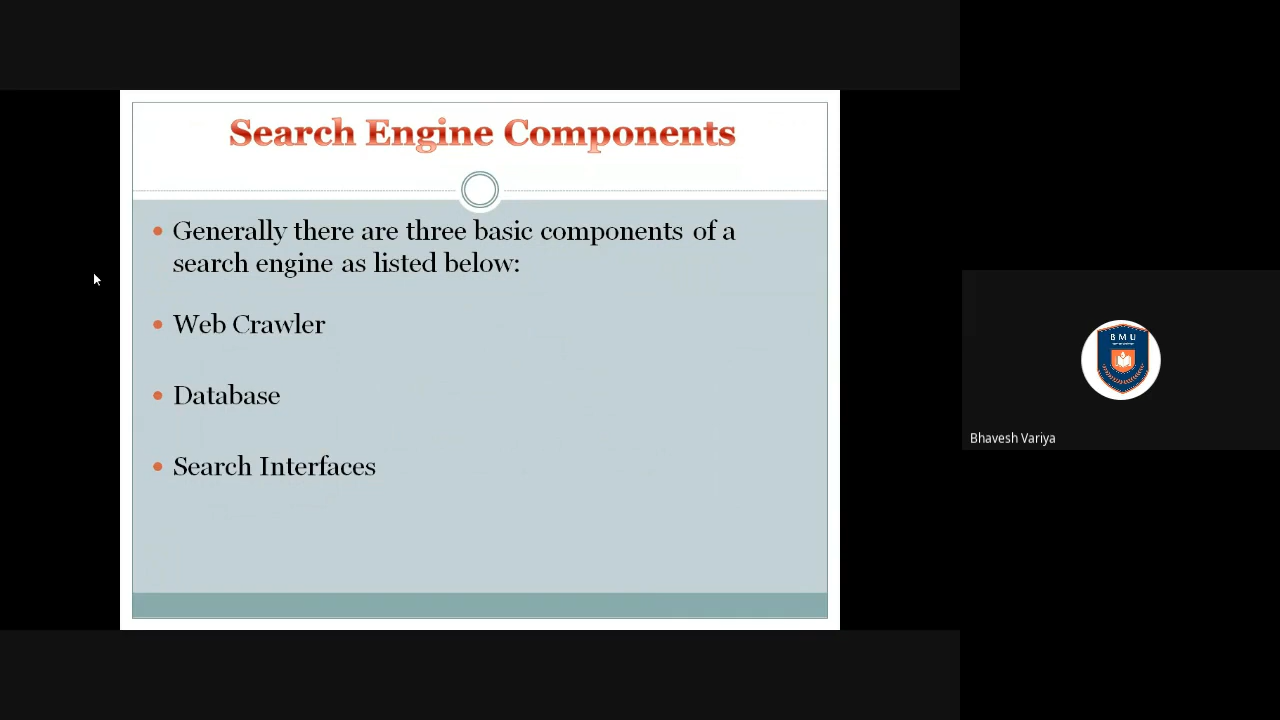 Search Engine Components
Generally there are three basic components of a
search engine as listed below:
Web Crawler
Database
Search Interfaces
BMU
Bhavesh Variya